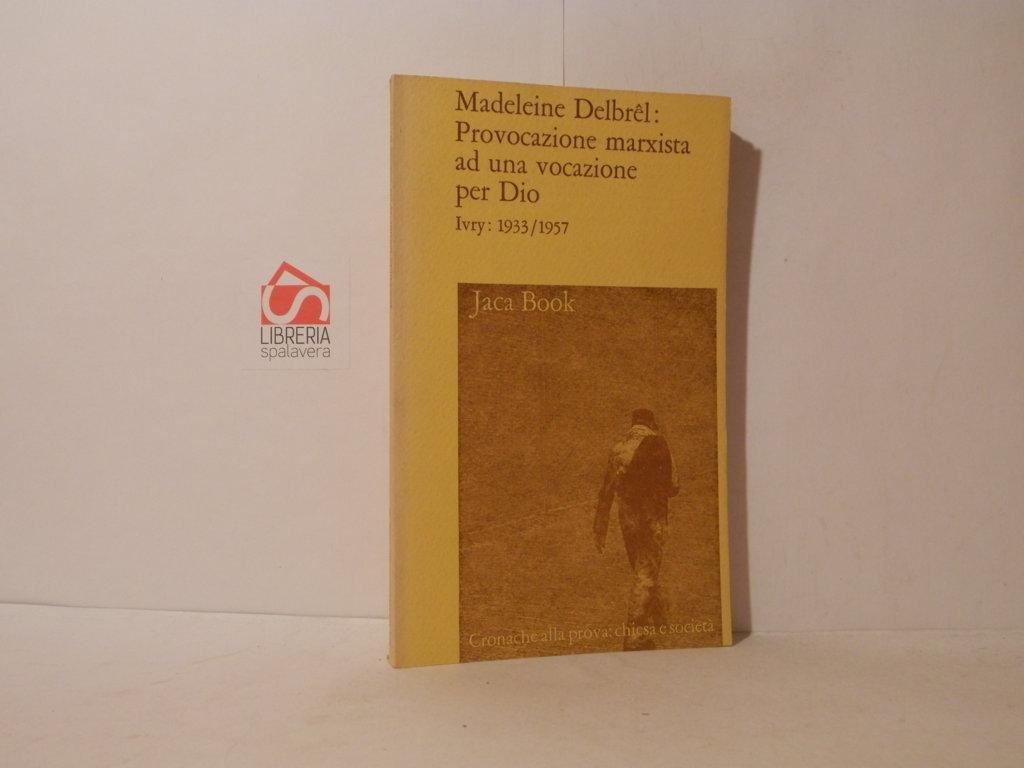 Madeleine Delbrêl:
Provocazione marxista
ad una vocazione
per Dio
Ivry: 1933/1957
Jaca Book
Cronache alla prova: chiesa e società
LIBRERIA
spalavera